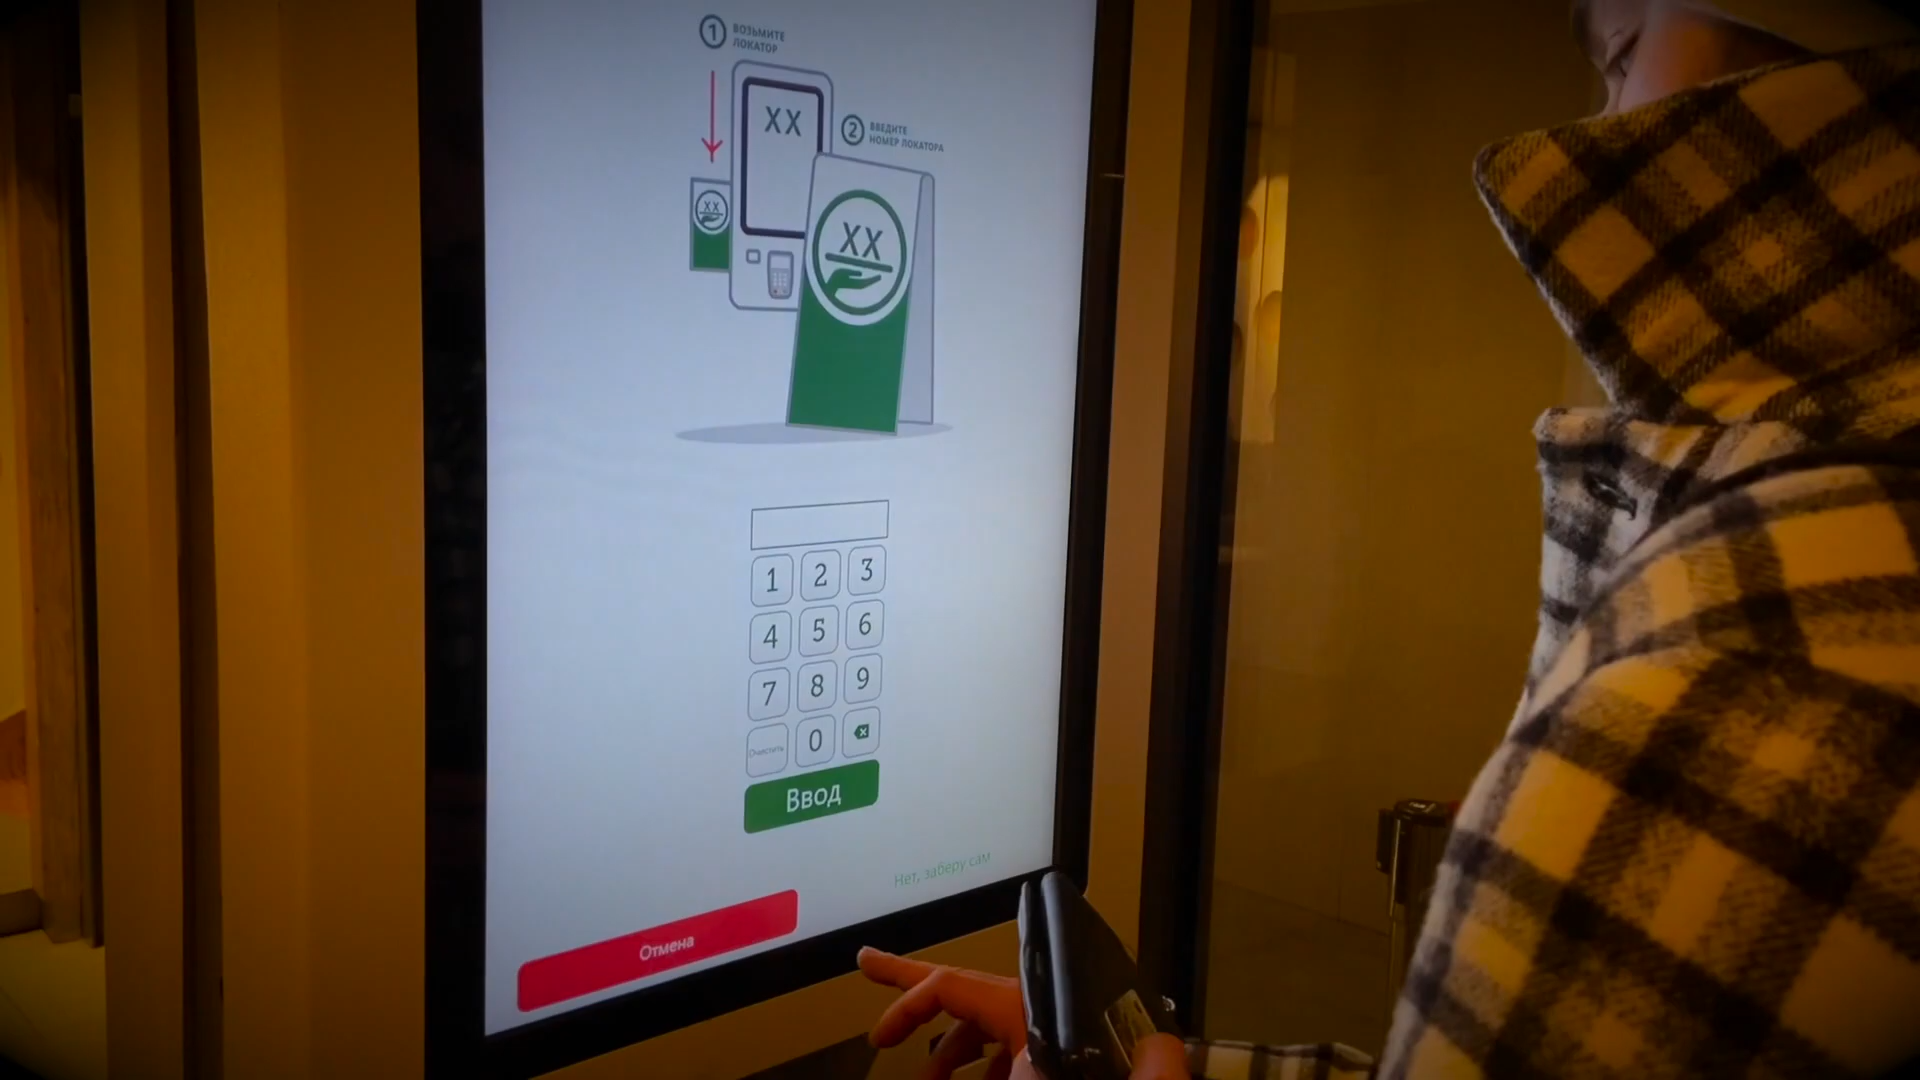 1 ВОЗЬМИТЕ
ЛОКАТОР
XX
2 ВВЕДИТЕ
НОМЕР ЛОКАТОРА
XX
XX
1 2 3
4 5 6
7 8 9
Очистить 0
Ввод
Нет, заберу сам
Отмена